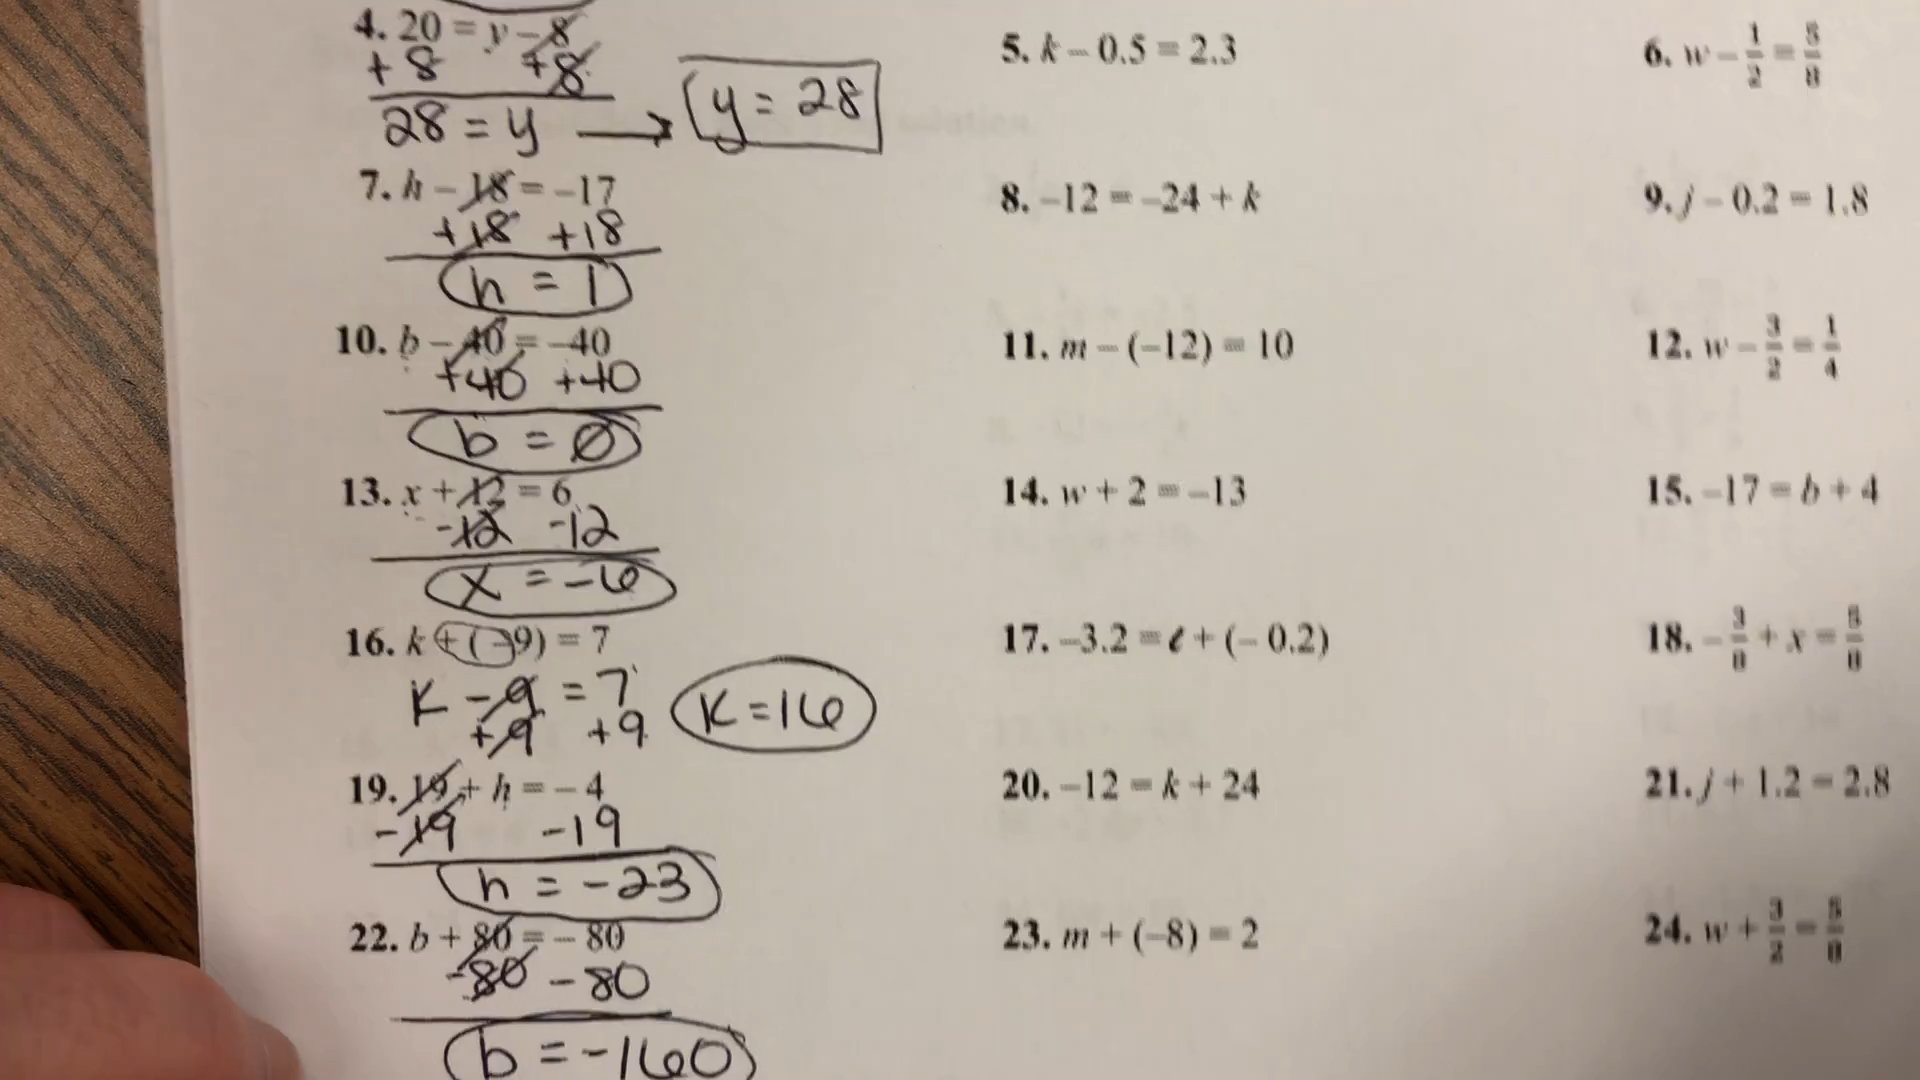 4. 20 = y - 8
+ 8 +8
28 = y → y = 28
5. k - 0.5 = 2.3
6. w - 1/2 = 5/8
7. h - 18 = -17
+18 +18
h = 1
8. -12 = -24 + k
9. j - 0.2 = 1.8
10. b - 40 = -40
+40 +40
b = 0
11. m - (-12) = 10
12. w - 3/2 = 1/4
13. x + 12 = 6
-12 -12
x = -6
14. w + 2 = -13
15. -17 = b + 4
16. k + (-9) = 7
K - 9 = 7
+9 +9
K = 16
17. -3.2 = ℓ + (- 0.2)
18. -3/8 + x = 5/8
19. 19 + h = - 4
-19 -19
h = -23
20. -12 = k + 24
21. j + 1.2 = 2.8
22. b + 80 = - 80
-80 - 80
b = -160
23. m + (-8) = 2
24. w + 3/2 = 5/8
solution.